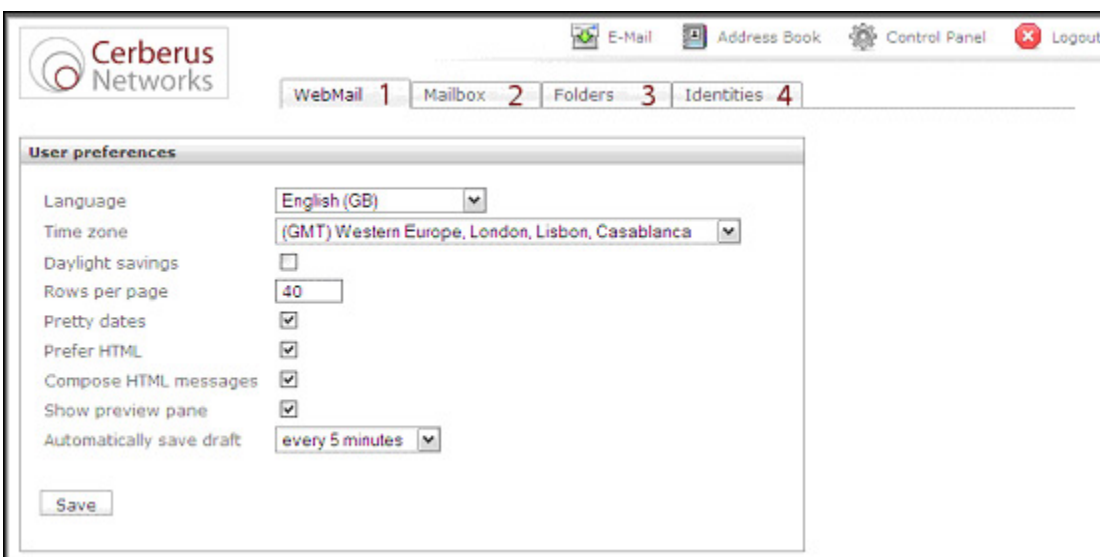 Cerberus
Networks
E-Mail Address Book Control Panel Logout
WebMail 1 Mailbox 2 Folders 3 Identities 4
User preferences
Language English (GB)
Time zone (GMT) Western Europe, London, Lisbon, Casablanca
Daylight savings
Rows per page 40
Pretty dates
Prefer HTML
Compose HTML messages
Show preview pane
Automatically save draft every 5 minutes
Save